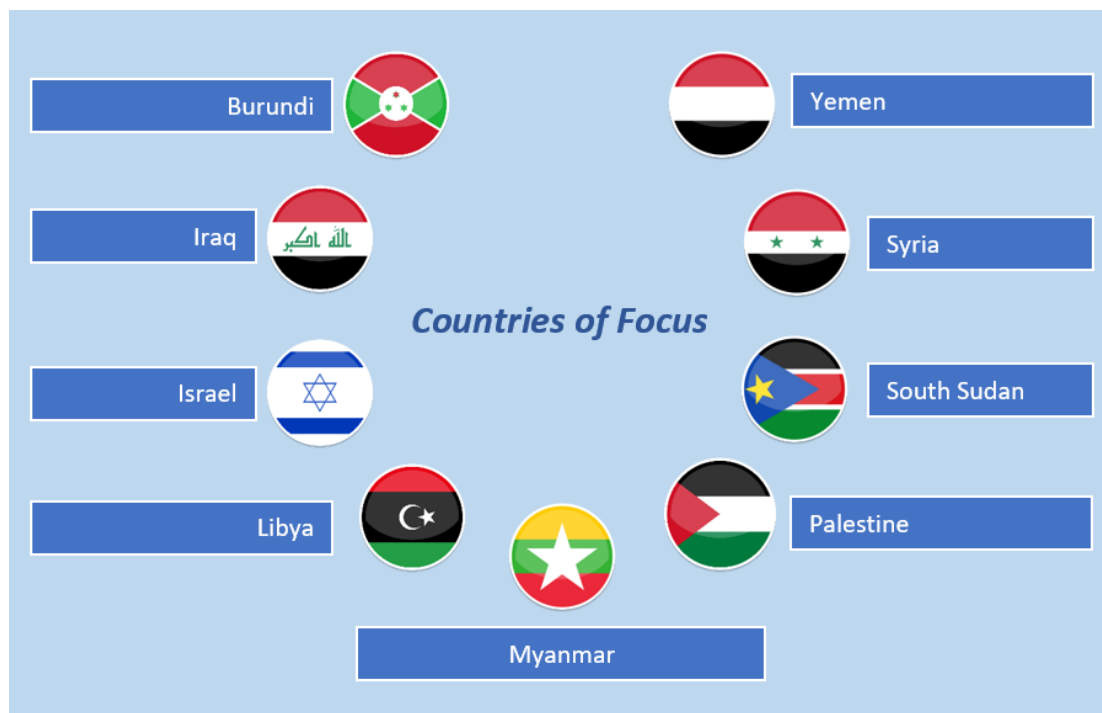 Burundi
Yemen
Iraq
الله اكبر
Syria
Countries of Focus
Israel
South Sudan
Libya
Palestine
Myanmar